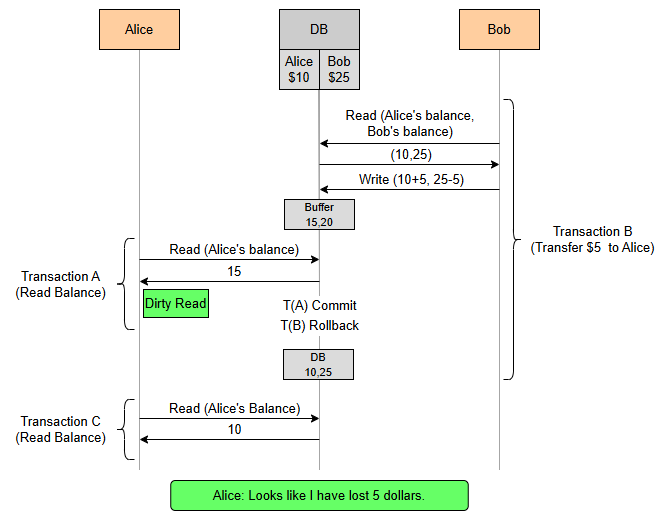 Alice
DB
Bob
Alice
$10
Bob
$25
Read (Alice's balance,
Bob's balance)
(10,25)
Write (10+5, 25-5)
Buffer
15,20
Transaction B
(Transfer $5 to Alice)
Read (Alice's balance)
15
Transaction A
(Read Balance)
Dirty Read
T(A) Commit
T(B) Rollback
DB
10,25
Read (Alice's Balance)
10
Transaction C
(Read Balance)
Alice: Looks like I have lost 5 dollars.